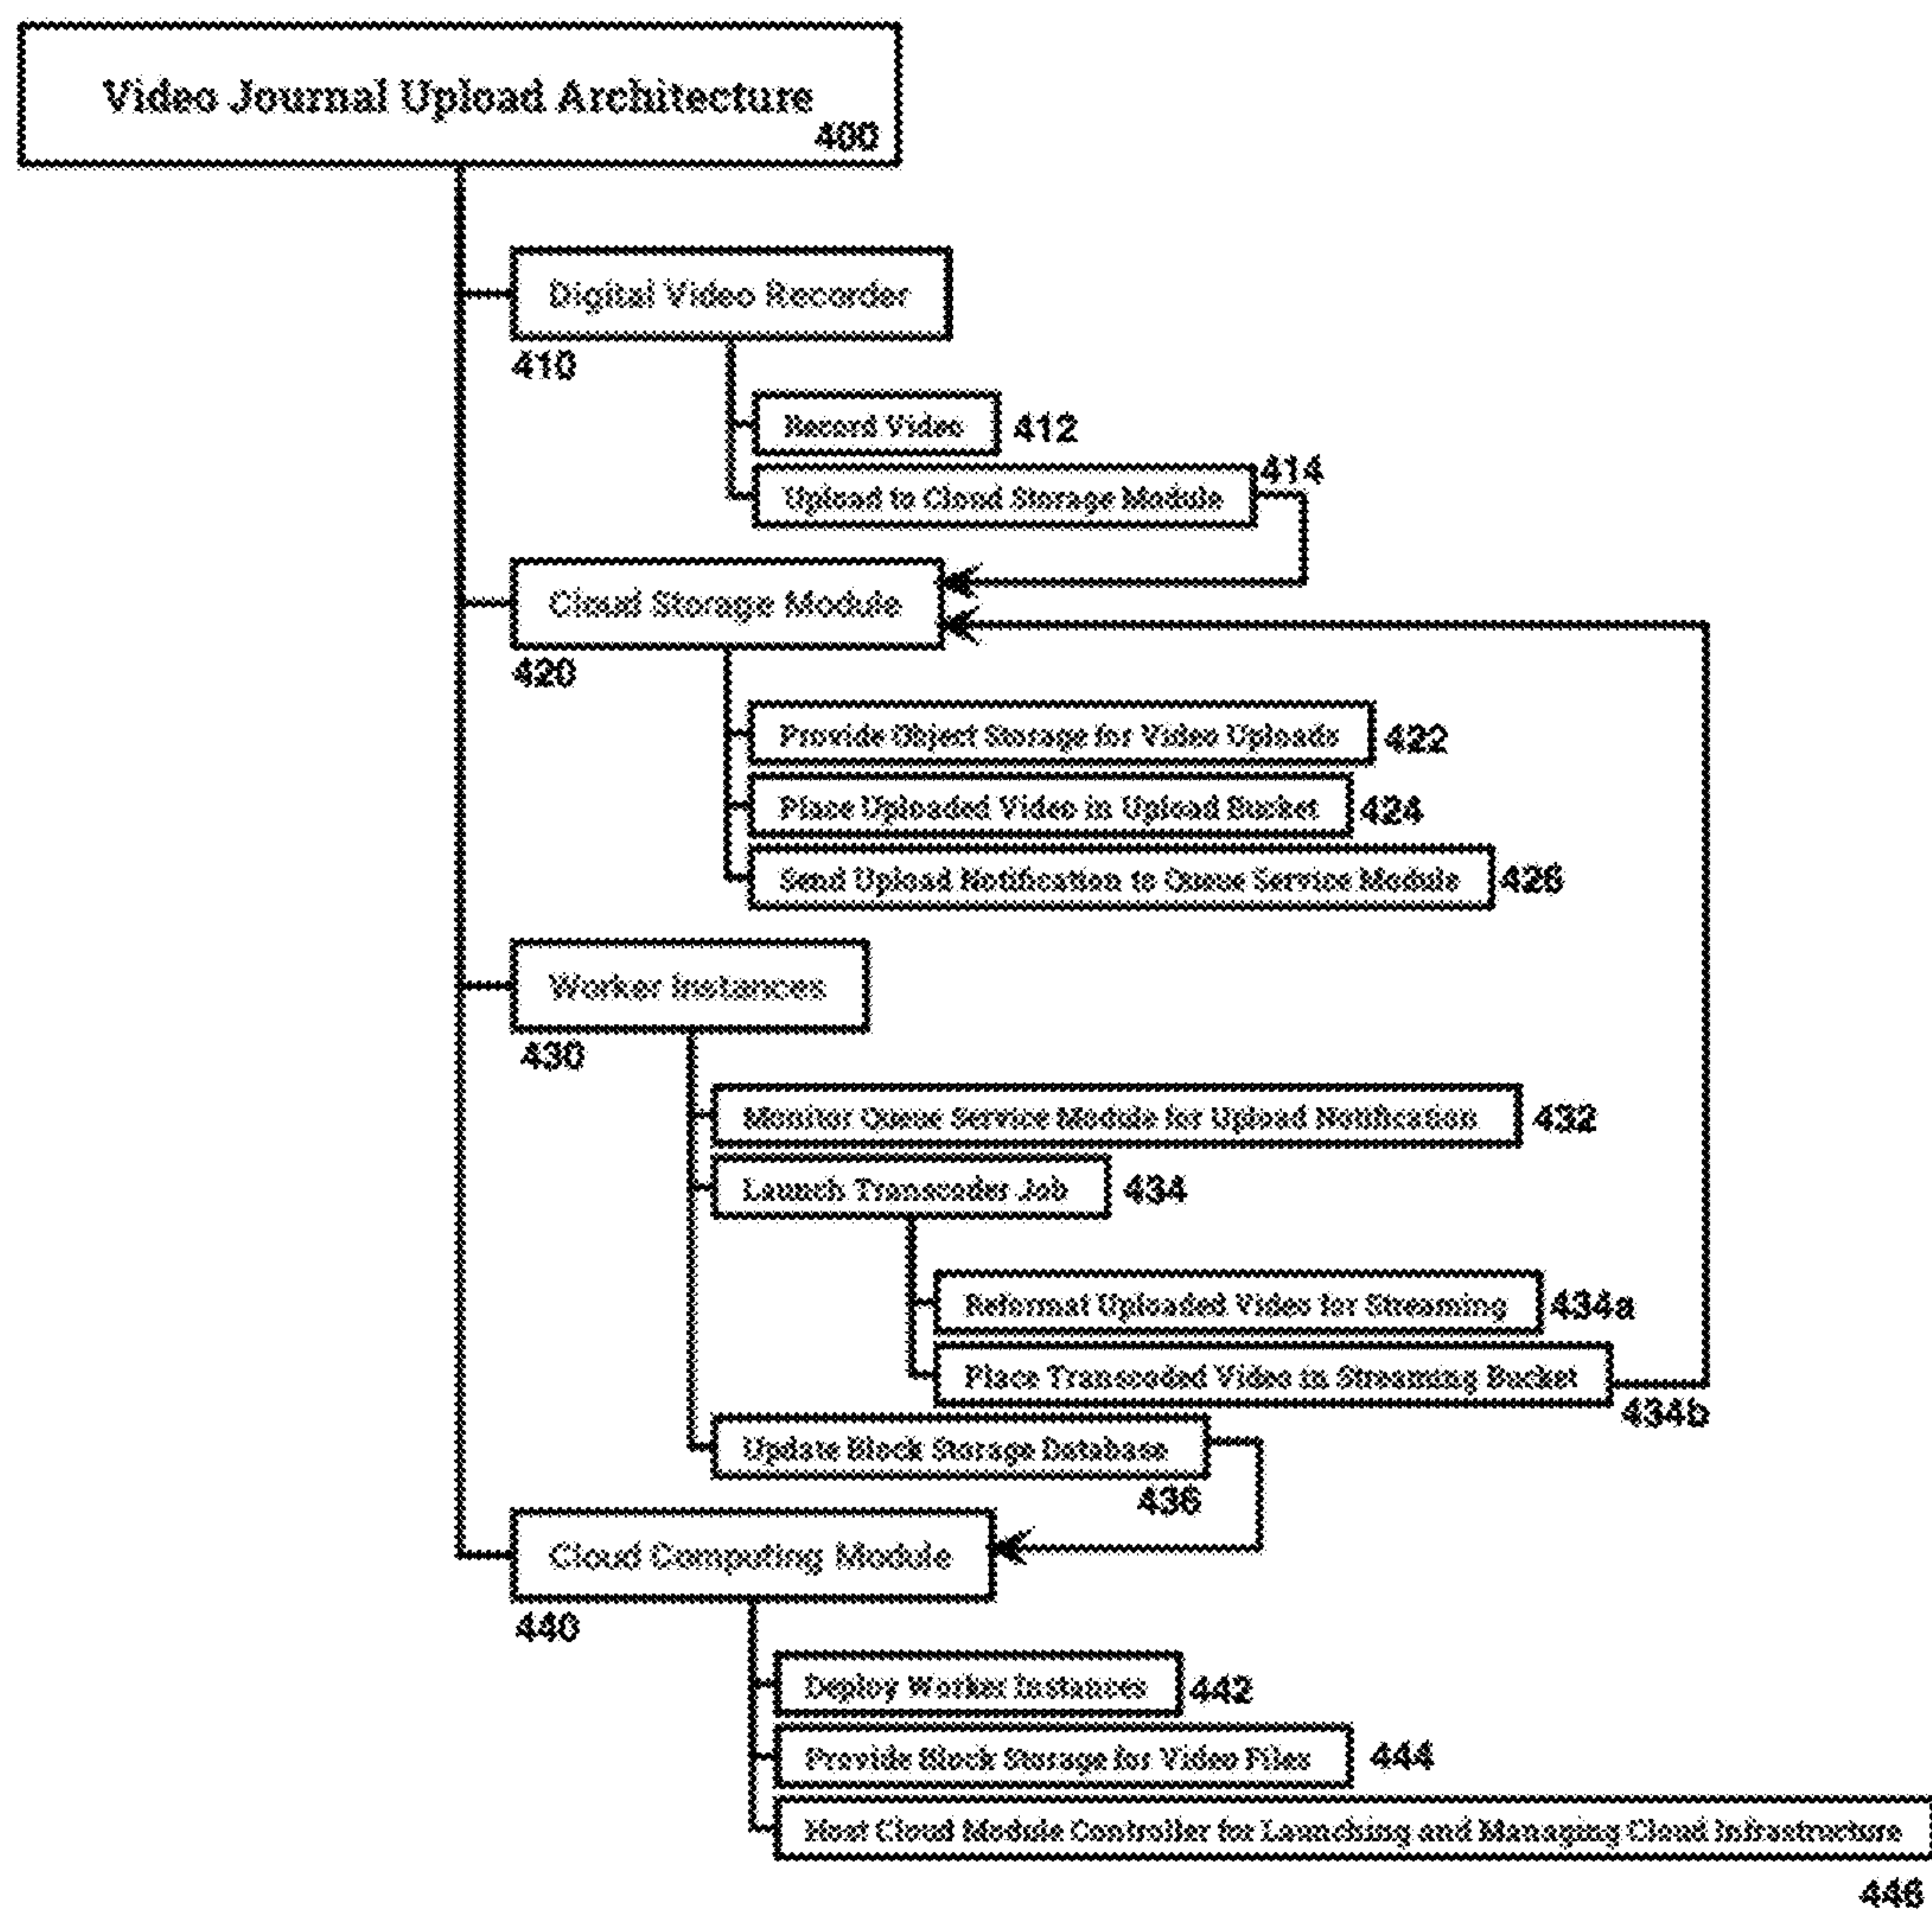 Video Journal Upload Architecture
400
Digital Video Recorder
410
Record Video
412
414
Upload to Cloud Storage Module
Cloud Storage Module
420
Provide Object Storage for Video Uploads
422
Place Uploaded Video in Upload Bucket
424
Send Upload Notification to Queue Service Module
426
Worker Instances
430
Monitor Queue Service Module for Upload Notification
432
Launch Transcoder Job
434
Reformat Uploaded Video for Streaming
434a
Place Transcoded Video in Streaming Bucket
434b
Update Block Storage Database
436
Cloud Computing Module
440
Deploy Worker Instances
442
Provide Block Storage for Video Files
444
Host Cloud Module Controller for Launching and Managing Cloud Infrastructure
446